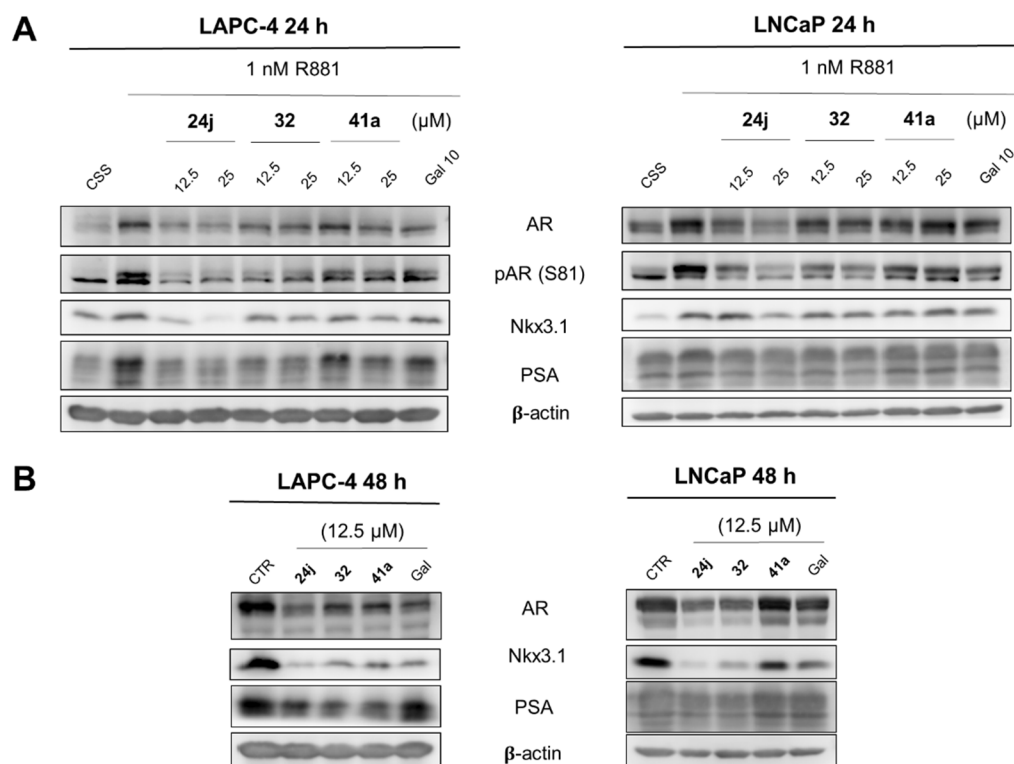 A
LAPC-4 24 h
LNCaP 24 h
1 nM R881
1 nM R881
24j 32 41a (μM)
24j 32 41a (μM)
CSS 12.5 25 12.5 25 12.5 25 Gal 10
CSS 12.5 25 12.5 25 12.5 25 Gal 10
AR
pAR (S81)
Nkx3.1
PSA
β-actin
B
LAPC-4 48 h
LNCaP 48 h
(12.5 μM)
(12.5 μM)
CTR 24j 32 41a Gal
CTR 24j 32 41a Gal
AR
Nkx3.1
PSA
β-actin